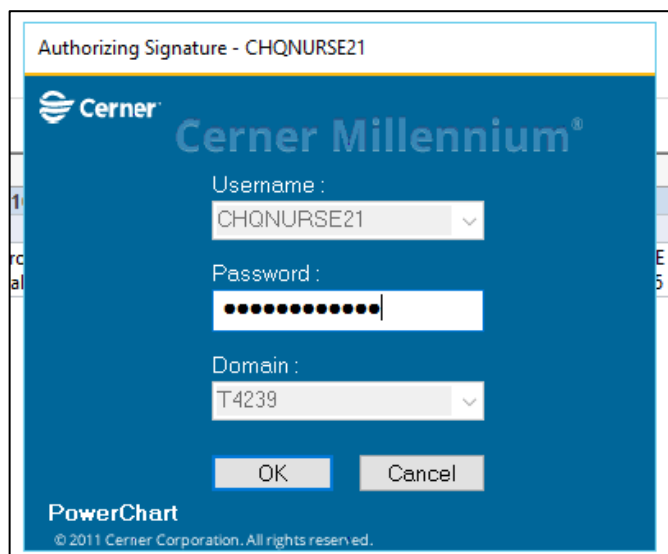 Authorizing Signature - CHQNURSE21
Cerner
Cerner Millennium®
Username :
CHQNURSE21
Password :
●●●●●●●●●●●●
Domain :
T4239
OK Cancel
PowerChart
© 2011 Cerner Corporation. All rights reserved.